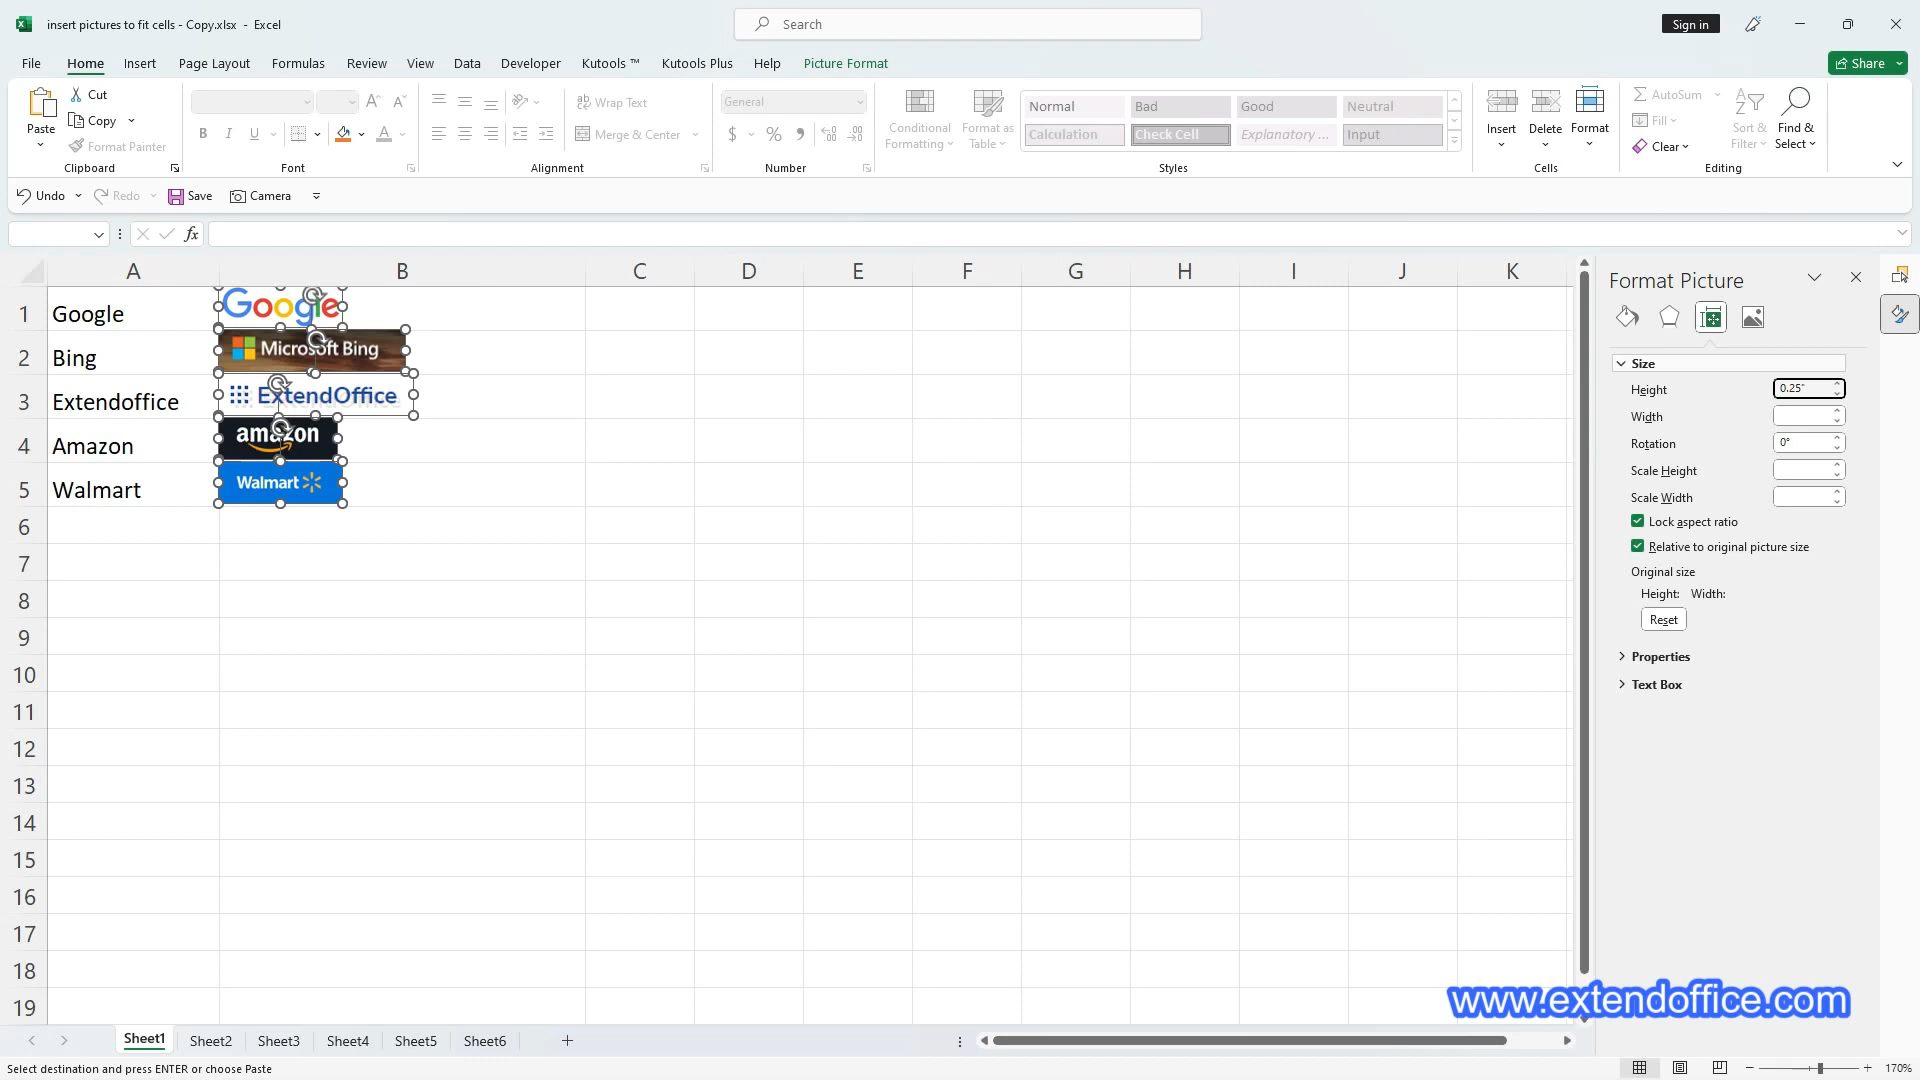 insert pictures to fit cells - Copy.xlsx - Excel
Search
Sign in
File Home Insert Page Layout Formulas Review View Data Developer Kutools ™ Kutools Plus Help Picture Format
Share
Paste
Cut
Copy
Format Painter
Clipboard
B I U
Font
Wrap Text
Merge & Center
Alignment
General
$ % ,
Number
Conditional Formatting
Format as Table
Normal Bad Good Neutral
Calculation Check Cell Explanatory ... Input
Styles
Insert Delete Format
Cells
AutoSum
Fill
Clear
Sort & Filter
Find & Select
Editing
Undo Redo Save Camera
fx
A B C D E F G H I J K
1 Google Google
2 Bing Microsoft Bing
3 Extendoffice ExtendOffice
4 Amazon amazon
5 Walmart Walmart
6
7
8
9
10
11
12
13
14
15
16
17
18
19
Format Picture
Size
Height 0.25"
Width
Rotation 0°
Scale Height
Scale Width
Lock aspect ratio
Relative to original picture size
Original size
Height: Width:
Reset
Properties
Text Box
www.extendoffice.com
Sheet1 Sheet2 Sheet3 Sheet4 Sheet5 Sheet6
Select destination and press ENTER or choose Paste
170%